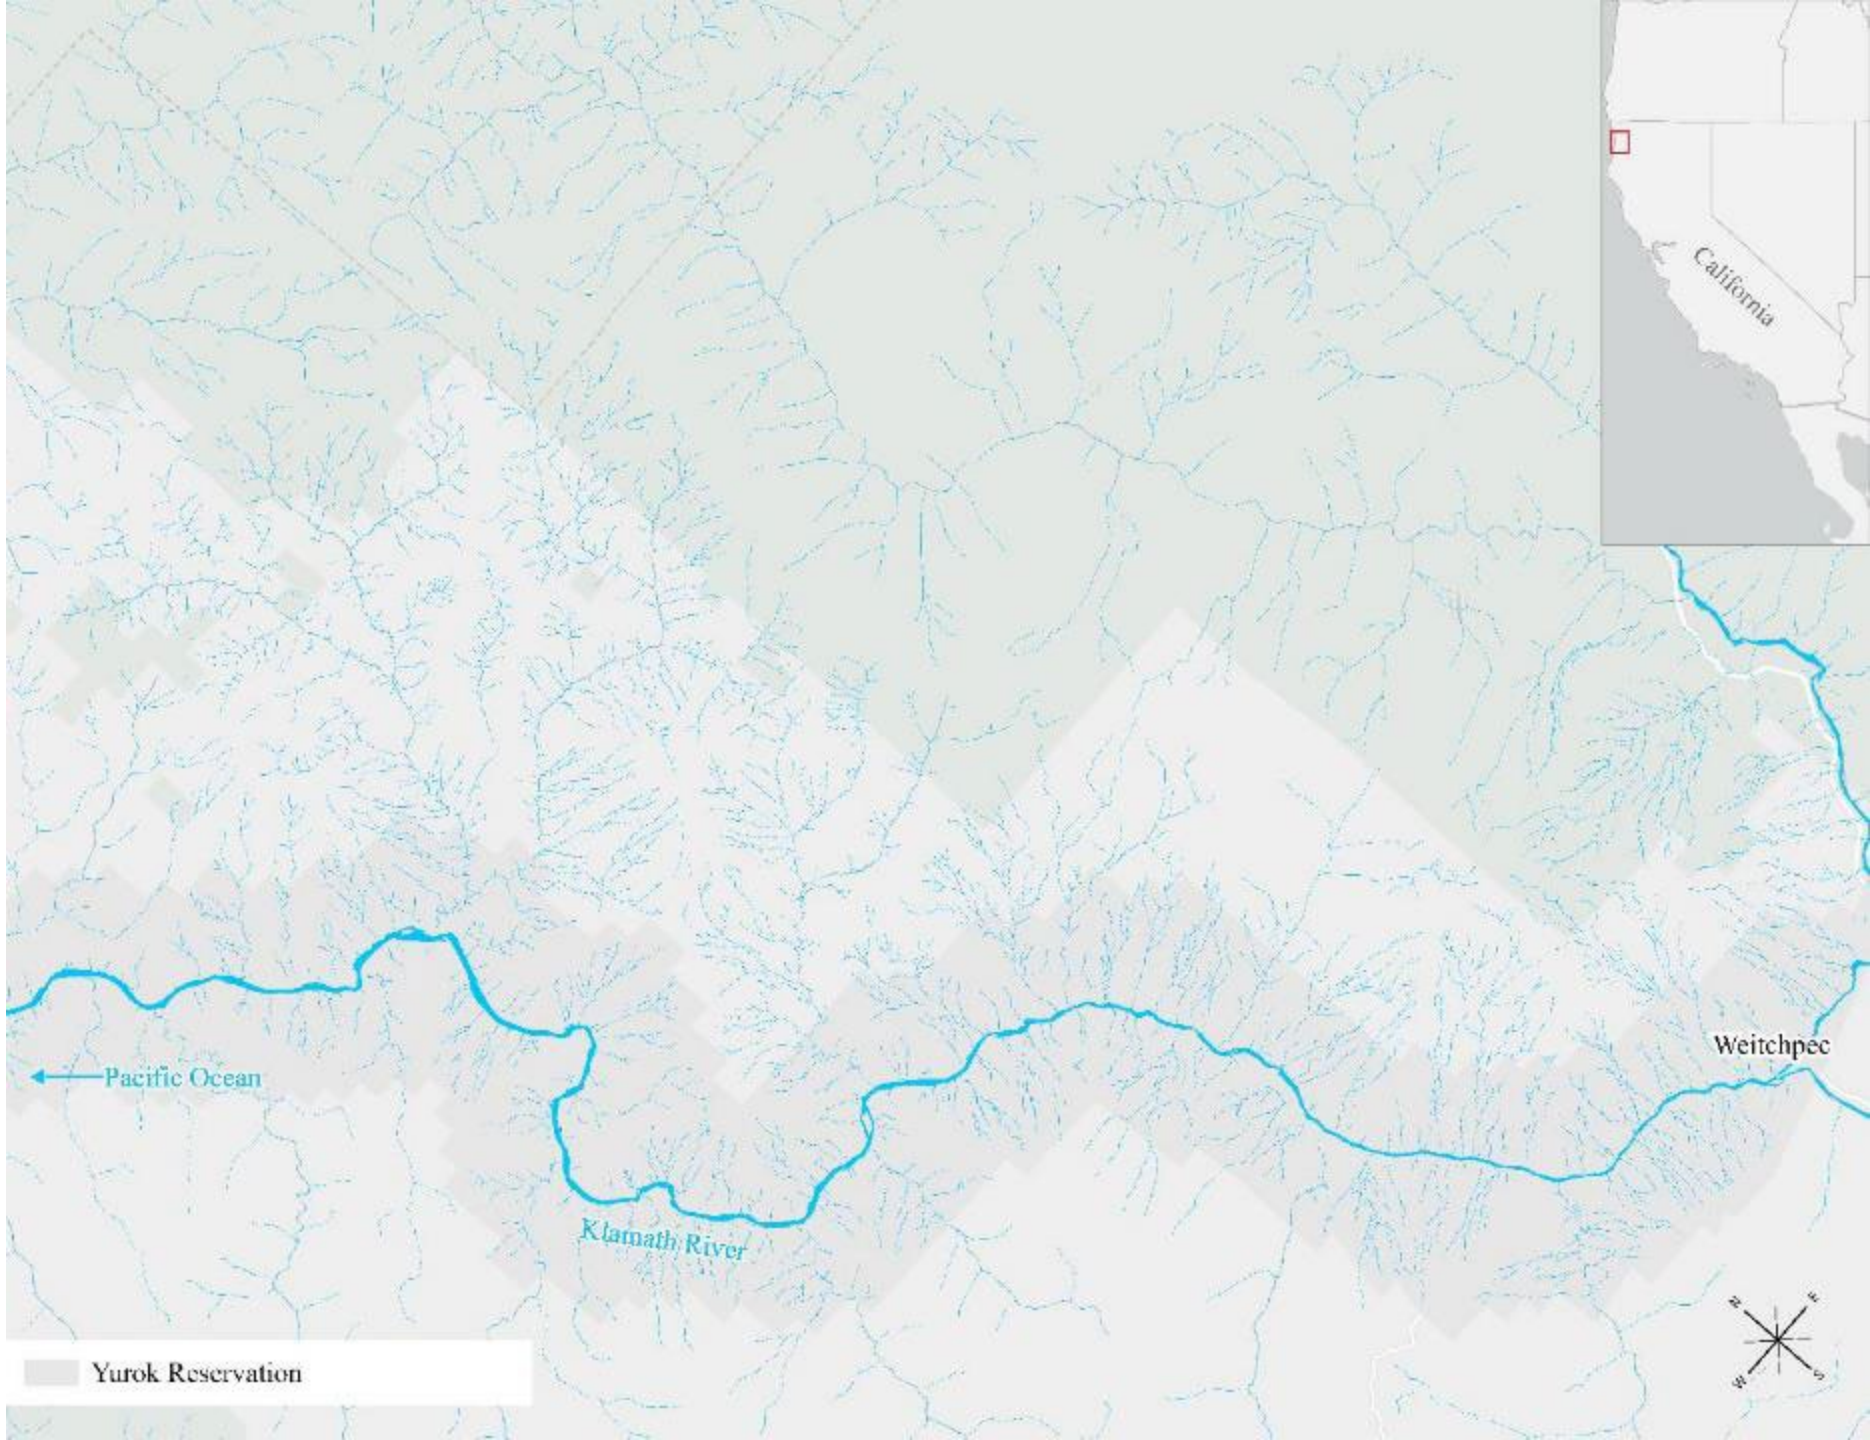 California
Weitchpec
Pacific Ocean
Klamath River
N
E
W
S
Yurok Reservation